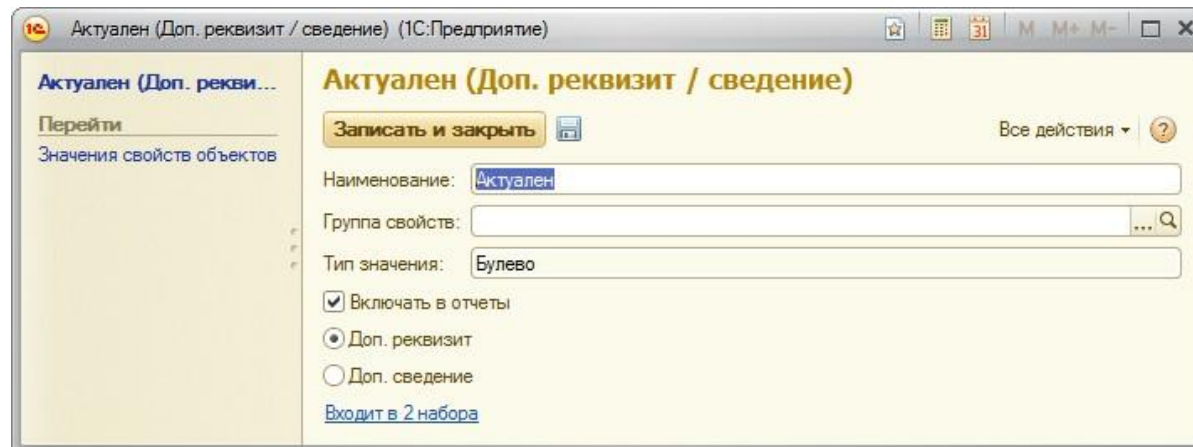 Актуален (Доп. реквизит / сведение) (1С:Предприятие)
31 M M+ M-
Актуален (Доп. рекви...
Перейти
Значения свойств объектов
Актуален (Доп. реквизит / сведение)
Записать и закрыть
Все действия
?
Наименование: Актуален
Группа свойств: ...
Тип значения: Булево
Включать в отчеты
Доп. реквизит
Доп. сведение
Входит в 2 набора